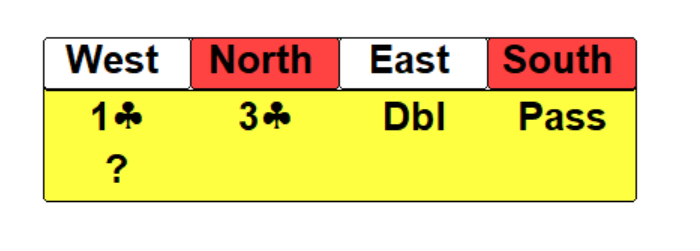 West North East South
1♣ 3♣ Dbl Pass
?